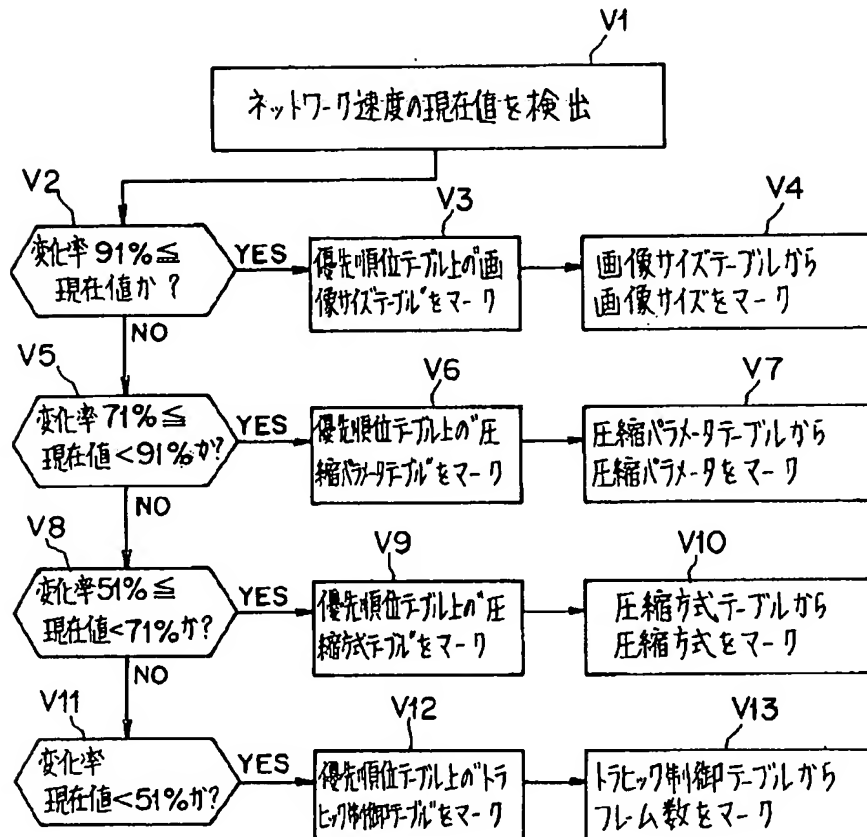 V1
ネットワーク速度の現在値を検出
V2
変化率 91%≦
現在値か?
YES
NO
V3
優先順位テーブル上の"画
像サイズテーブル"をマーク
V4
画像サイズテーブルから
画像サイズをマーク
V5
変化率 71%≦
現在値<91%か?
YES
NO
V6
優先順位テーブル上の"圧
縮パラメータテーブル"をマーク
V7
圧縮パラメータテーブルから
圧縮パラメータをマーク
V8
変化率 51%≦
現在値<71%か?
YES
NO
V9
優先順位テーブル上の"圧
縮方式テーブル"をマーク
V10
圧縮方式テーブルから
圧縮方式をマーク
V11
変化率
現在値<51%か?
YES
V12
優先順位テーブル上の"トラ
ヒック制御テーブル"をマーク
V13
トラヒック制御テーブルから
フレーム数をマーク